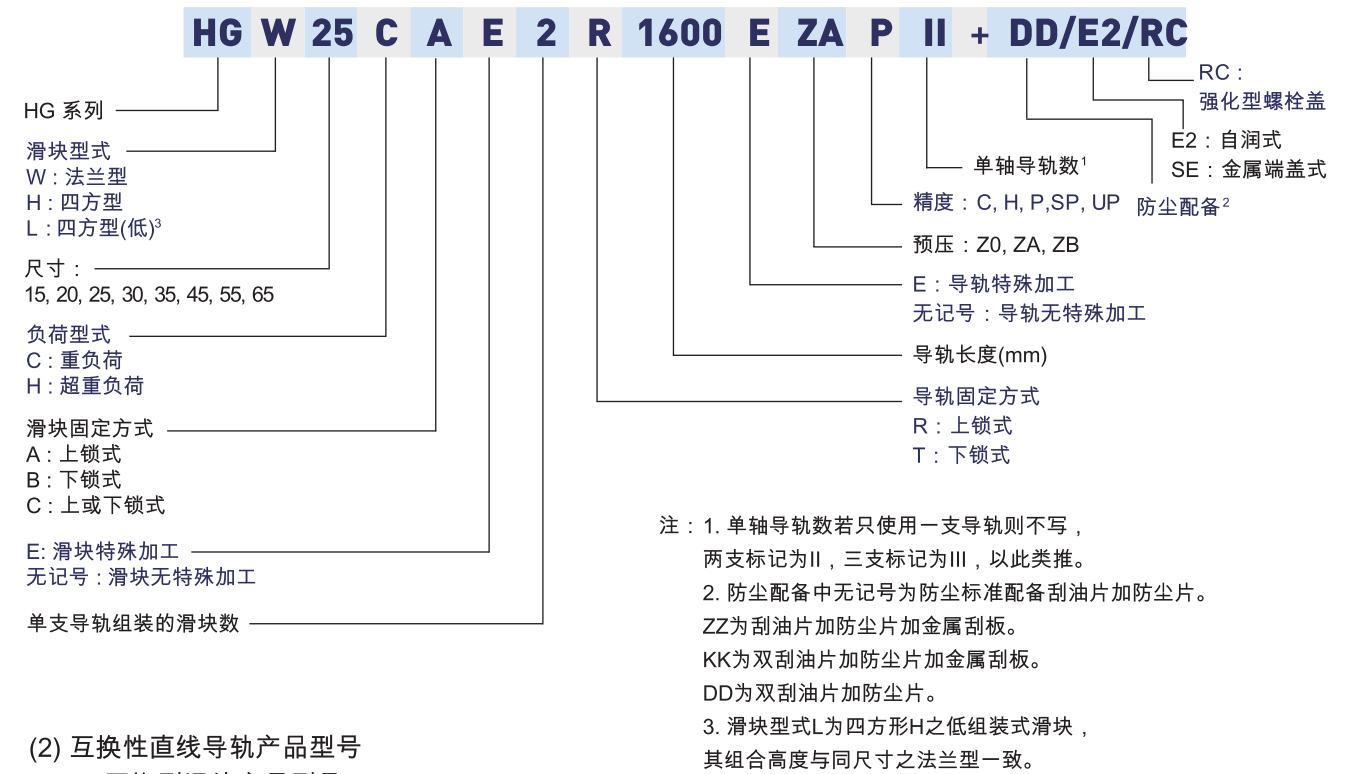 HG W 25 C A E 2 R 1600 E ZA P II + DD/E2/RC
HG 系列
滑块型式
W : 法兰型
H : 四方型
L : 四方型(低)³
尺寸：
15, 20, 25, 30, 35, 45, 55, 65
负荷型式
C : 重负荷
H : 超重负荷
滑块固定方式
A : 上锁式
B : 下锁式
C : 上或下锁式
E: 滑块特殊加工
无记号 : 滑块无特殊加工
单支导轨组装的滑块数
RC：
强化型螺栓盖
E2：自润式
SE：金属端盖式
防尘配备²
单轴导轨数¹
精度：C, H, P,SP, UP
预压：Z0, ZA, ZB
E：导轨特殊加工
无记号：导轨无特殊加工
导轨长度(mm)
导轨固定方式
R：上锁式
T：下锁式
注：1. 单轴导轨数若只使用一支导轨则不写，
两支标记为II，三支标记为III，以此类推。
2. 防尘配备中无记号为防尘标准配备刮油片加防尘片。
ZZ为刮油片加防尘片加金属刮板。
KK为双刮油片加防尘片加金属刮板。
DD为双刮油片加防尘片。
3. 滑块型式L为四方形H之低组装式滑块，
其组合高度与同尺寸之法兰型一致。
(2) 互换性直线导轨产品型号